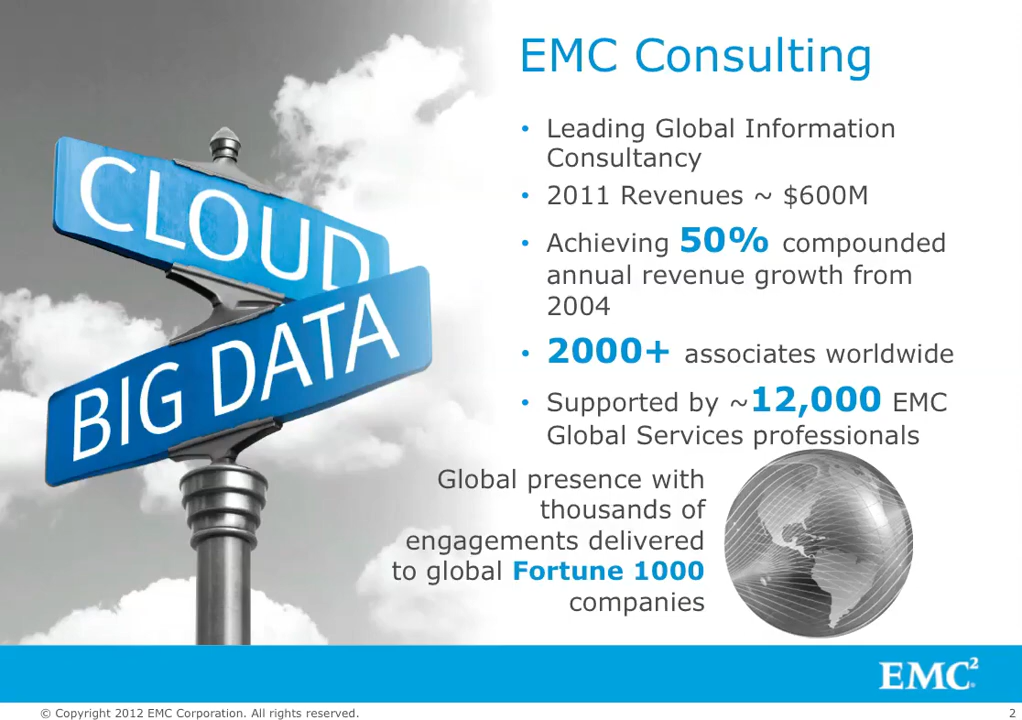 EMC Consulting
• Leading Global Information
Consultancy
• 2011 Revenues ~ $600M
• Achieving 50% compounded
annual revenue growth from
2004
• 2000+ associates worldwide
• Supported by ~12,000 EMC
Global Services professionals
Global presence with
thousands of
engagements delivered
to global Fortune 1000
companies
CLOUD
BIG DATA
EMC²
© Copyright 2012 EMC Corporation. All rights reserved.
2